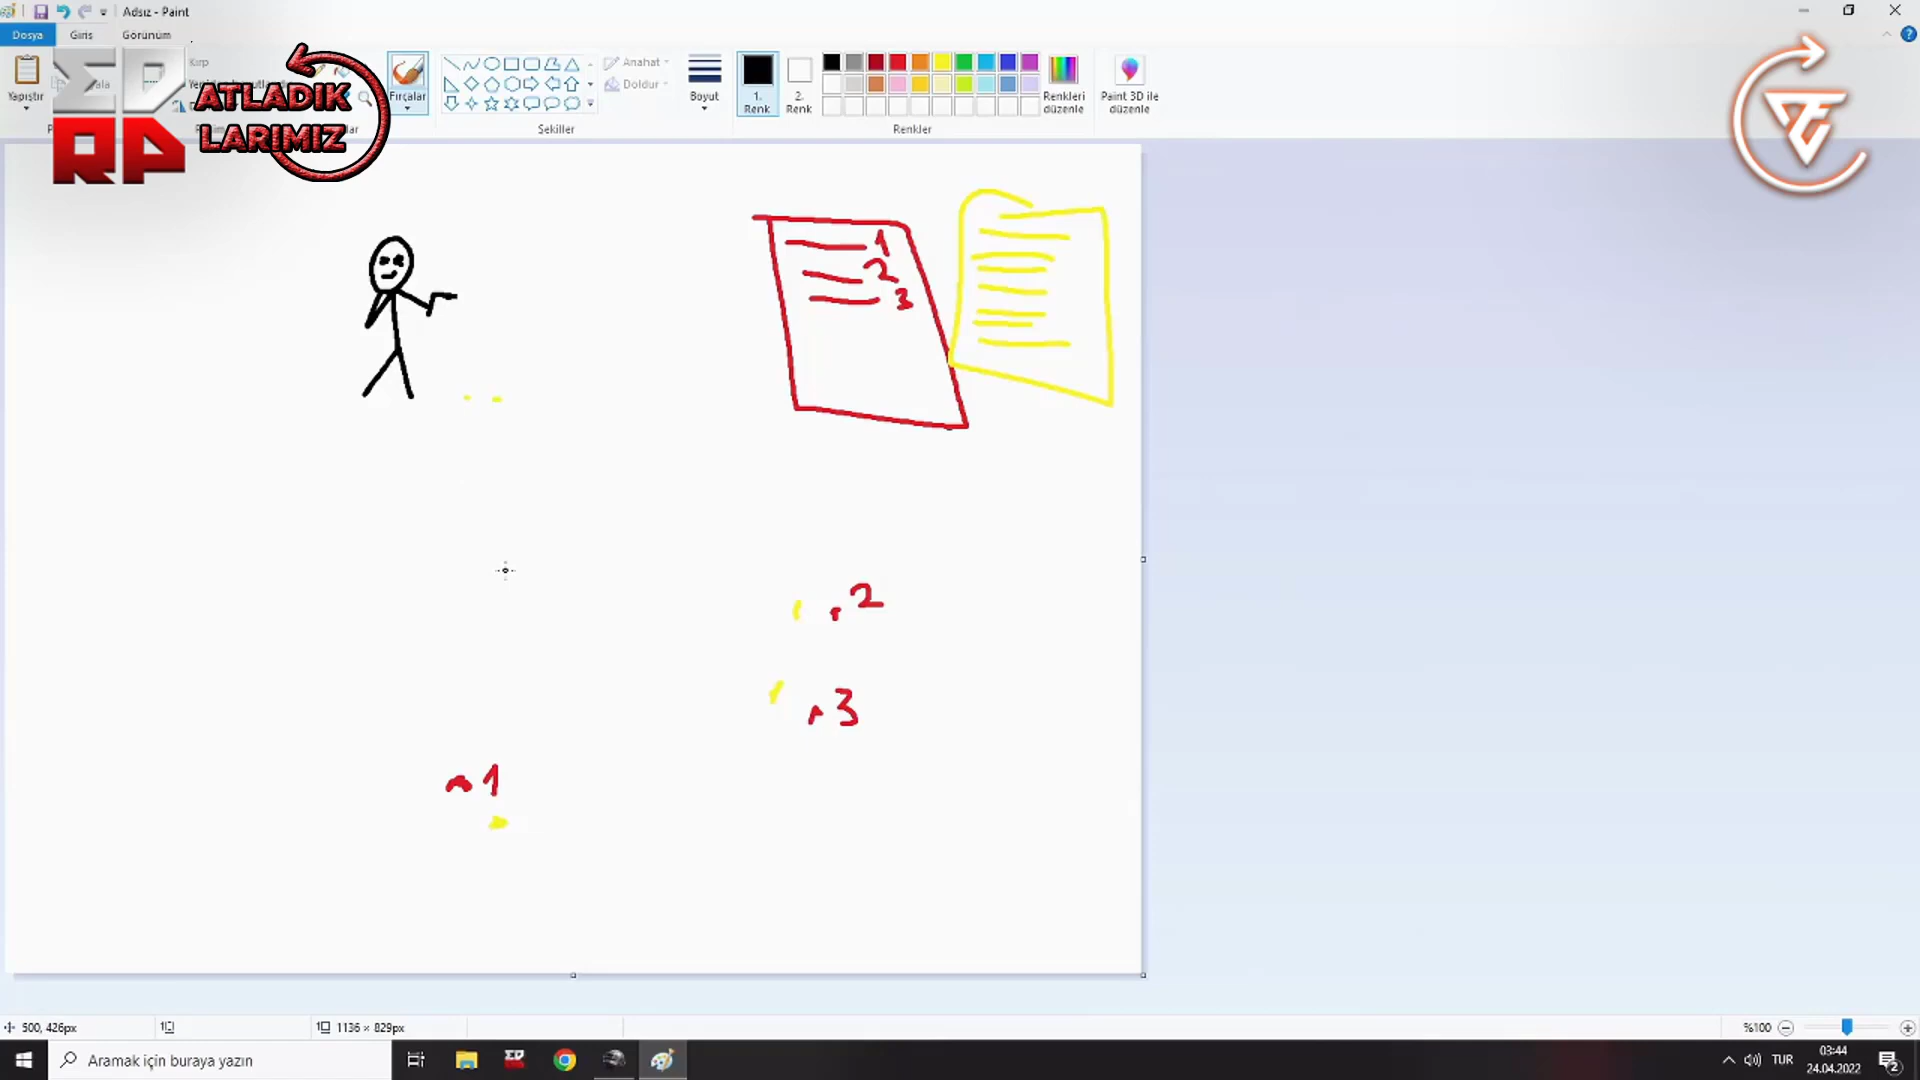 Adsız - Paint
Dosya Giriş Görünüm
Yapıştır
Kırp
Fırçalar
Anahat
Doldur
Boyut
1. Renk
2. Renk
Renkleri düzenle
Paint 3D ile düzenle
Şekiller
Renkler
ATLADIK
LARIMIZ
1
2
3
2
3
1
500, 426px
1136 × 829px
%100
Aramak için buraya yazın
TUR
03:44
24.04.2022
2